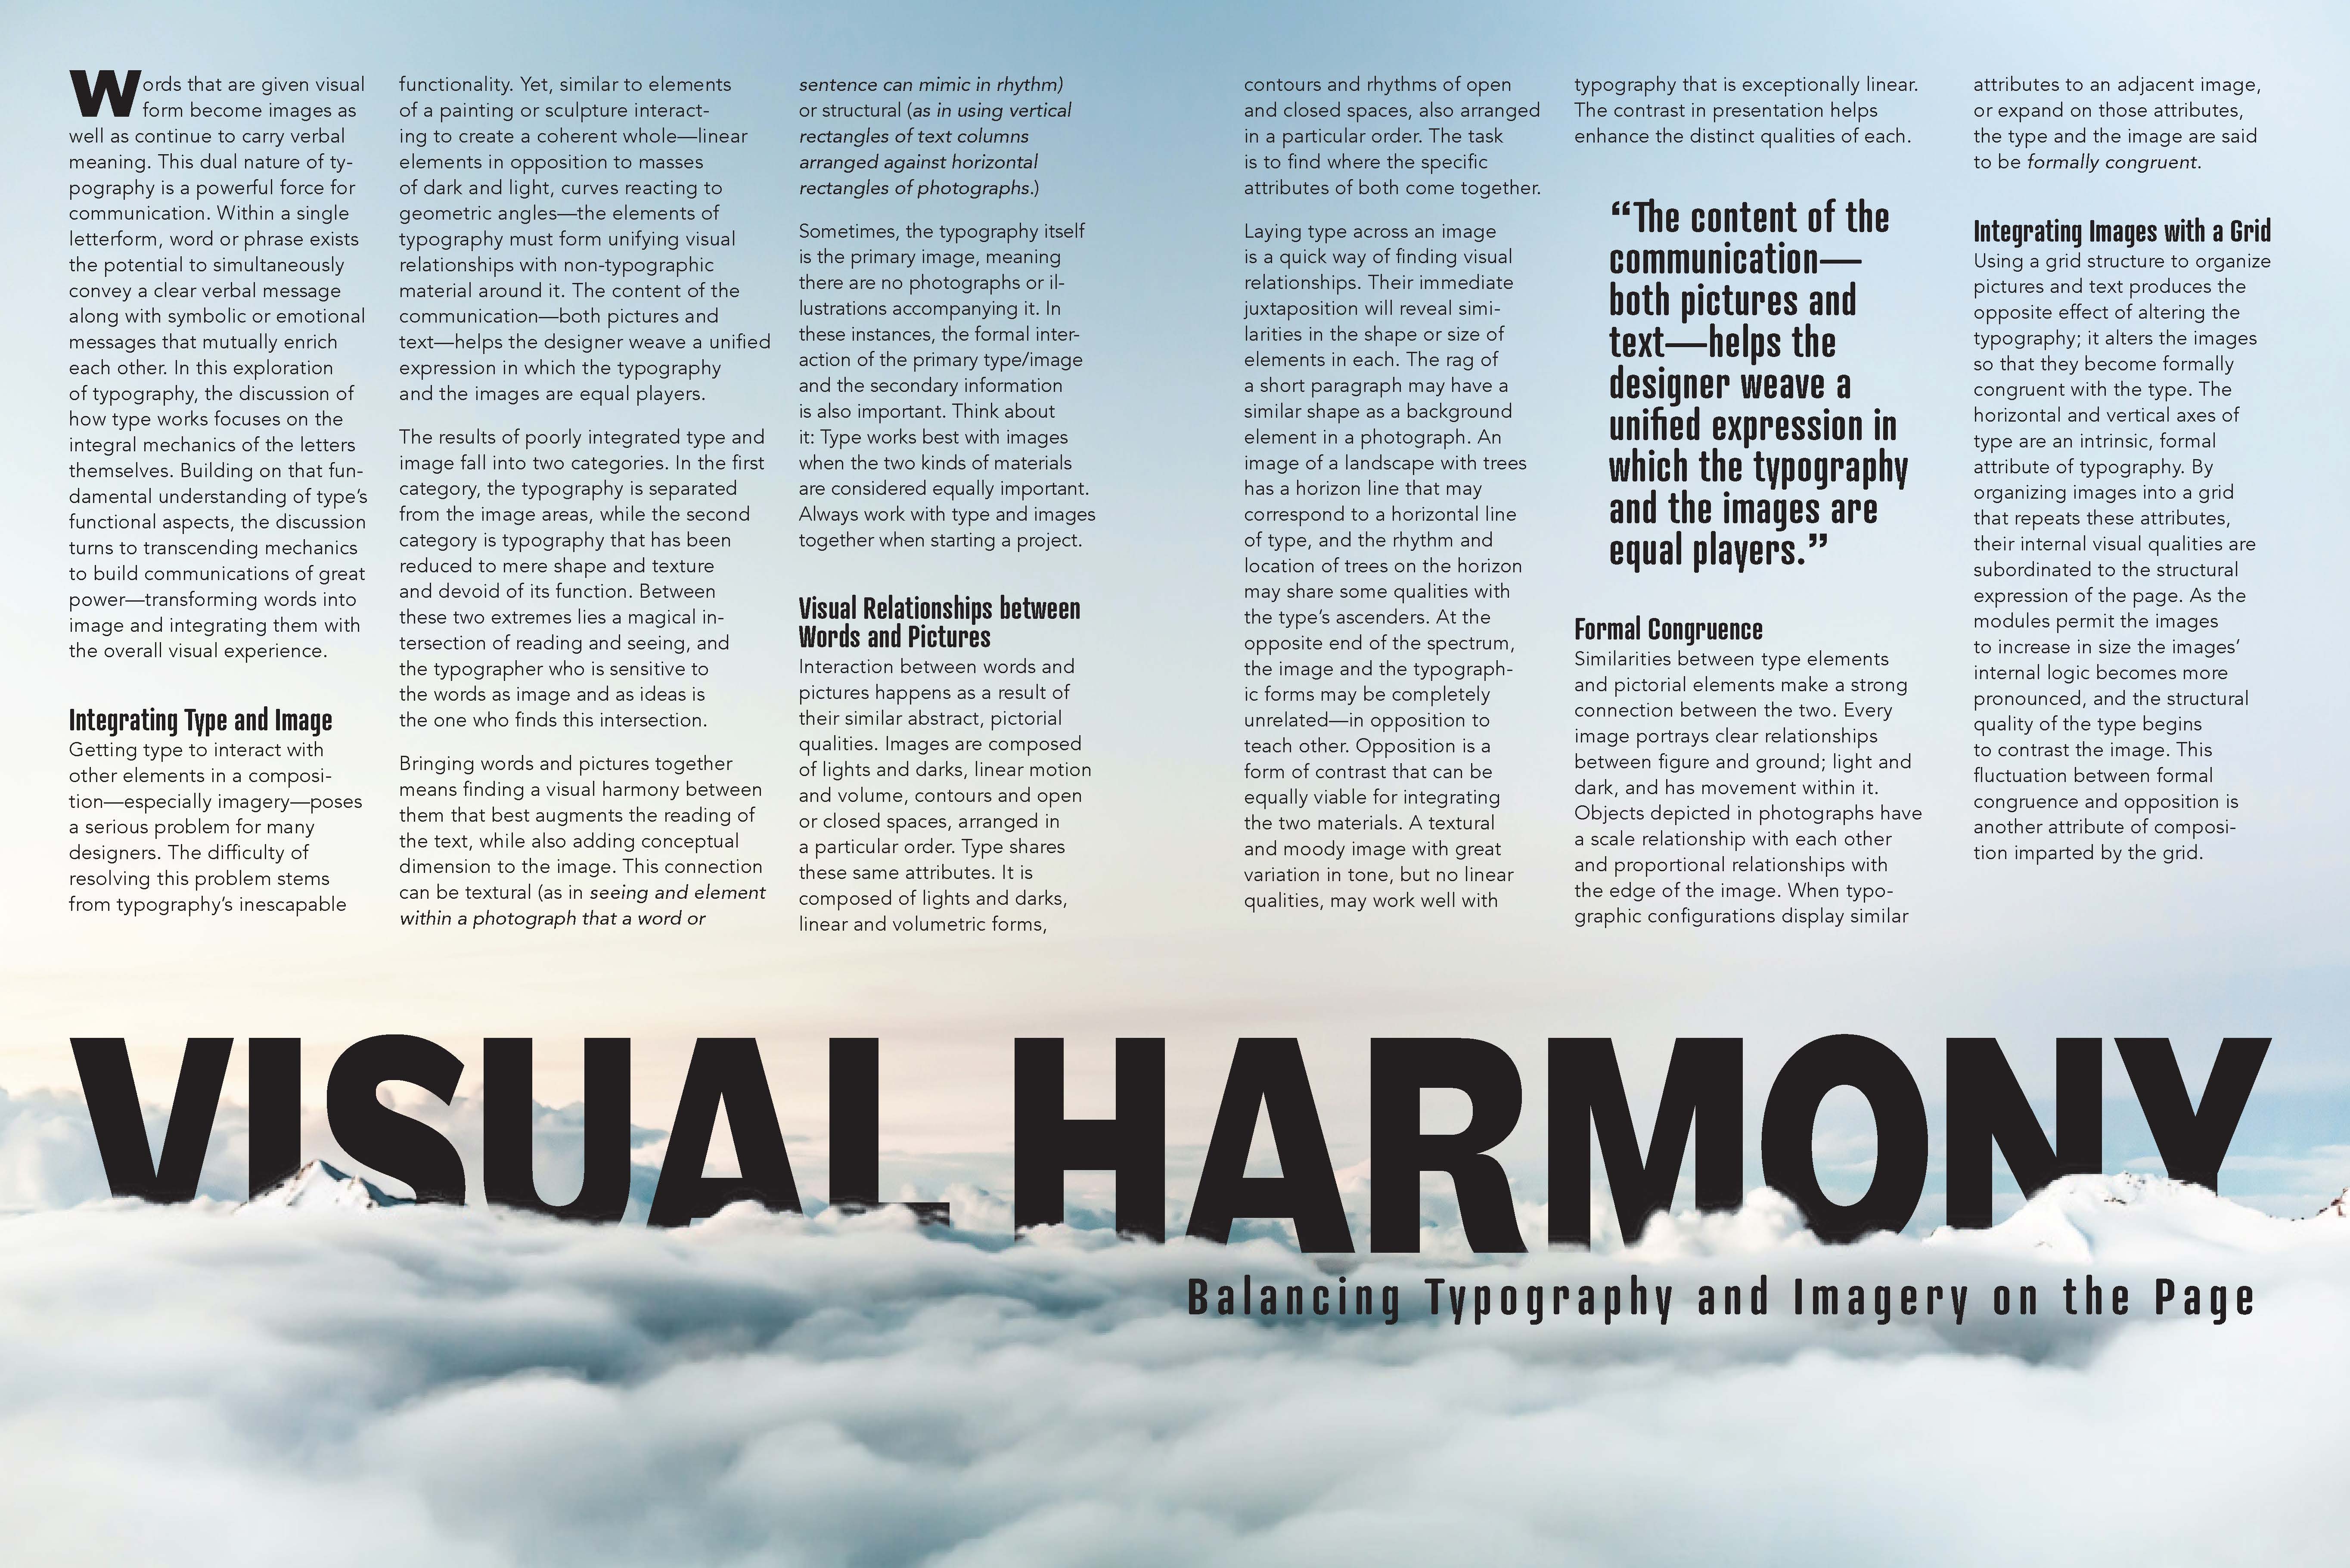 Words that are given visual
form become images as
well as continue to carry verbal
meaning. This dual nature of ty-
pography is a powerful force for
communication. Within a single
letterform, word or phrase exists
the potential to simultaneously
convey a clear verbal message
along with symbolic or emotional
messages that mutually enrich
each other. In this exploration
of typography, the discussion of
how type works focuses on the
integral mechanics of the letters
themselves. Building on that fun-
damental understanding of type’s
functional aspects, the discussion
turns to transcending mechanics
to build communications of great
power—transforming words into
image and integrating them with
the overall visual experience.
Integrating Type and Image
Getting type to interact with
other elements in a composi-
tion—especially imagery—poses
a serious problem for many
designers. The difficulty of
resolving this problem stems
from typography’s inescapable
functionality. Yet, similar to elements
of a painting or sculpture interact-
ing to create a coherent whole—linear
elements in opposition to masses
of dark and light, curves reacting to
geometric angles—the elements of
typography must form unifying visual
relationships with non-typographic
material around it. The content of the
communication—both pictures and
text—helps the designer weave a unified
expression in which the typography
and the images are equal players.
The results of poorly integrated type and
image fall into two categories. In the first
category, the typography is separated
from the image areas, while the second
category is typography that has been
reduced to mere shape and texture
and devoid of its function. Between
these two extremes lies a magical in-
tersection of reading and seeing, and
the typographer who is sensitive to
the words as image and as ideas is
the one who finds this intersection.
Bringing words and pictures together
means finding a visual harmony between
them that best augments the reading of
the text, while also adding conceptual
dimension to the image. This connection
can be textural (as in seeing and element
within a photograph that a word or
sentence can mimic in rhythm)
or structural (as in using vertical
rectangles of text columns
arranged against horizontal
rectangles of photographs.)
Sometimes, the typography itself
is the primary image, meaning
there are no photographs or il-
lustrations accompanying it. In
these instances, the formal inter-
action of the primary type/image
and the secondary information
is also important. Think about
it: Type works best with images
when the two kinds of materials
are considered equally important.
Always work with type and images
together when starting a project.
Visual Relationships between
Words and Pictures
Interaction between words and
pictures happens as a result of
their similar abstract, pictorial
qualities. Images are composed
of lights and darks, linear motion
and volume, contours and open
or closed spaces, arranged in
a particular order. Type shares
these same attributes. It is
composed of lights and darks,
linear and volumetric forms,
contours and rhythms of open
and closed spaces, also arranged
in a particular order. The task
is to find where the specific
attributes of both come together.
Laying type across an image
is a quick way of finding visual
relationships. Their immediate
juxtaposition will reveal simi-
larities in the shape or size of
elements in each. The rag of
a short paragraph may have a
similar shape as a background
element in a photograph. An
image of a landscape with trees
has a horizon line that may
correspond to a horizontal line
of type, and the rhythm and
location of trees on the horizon
may share some qualities with
the type’s ascenders. At the
opposite end of the spectrum,
the image and the typograph-
ic forms may be completely
unrelated—in opposition to
teach other. Opposition is a
form of contrast that can be
equally viable for integrating
the two materials. A textural
and moody image with great
variation in tone, but no linear
qualities, may work well with
typography that is exceptionally linear.
The contrast in presentation helps
enhance the distinct qualities of each.
“The content of the
communication—
both pictures and
text—helps the
designer weave a
unified expression in
which the typography
and the images are
equal players.”
Formal Congruence
Similarities between type elements
and pictorial elements make a strong
connection between the two. Every
image portrays clear relationships
between figure and ground; light and
dark, and has movement within it.
Objects depicted in photographs have
a scale relationship with each other
and proportional relationships with
the edge of the image. When typo-
graphic configurations display similar
attributes to an adjacent image,
or expand on those attributes,
the type and the image are said
to be formally congruent.
Integrating Images with a Grid
Using a grid structure to organize
pictures and text produces the
opposite effect of altering the
typography; it alters the images
so that they become formally
congruent with the type. The
horizontal and vertical axes of
type are an intrinsic, formal
attribute of typography. By
organizing images into a grid
that repeats these attributes,
their internal visual qualities are
subordinated to the structural
expression of the page. As the
modules permit the images
to increase in size the images’
internal logic becomes more
pronounced, and the structural
quality of the type begins
to contrast the image. This
fluctuation between formal
congruence and opposition is
another attribute of composi-
tion imparted by the grid.
VISUAL HARMONY
Balancing Typography and Imagery on the Page